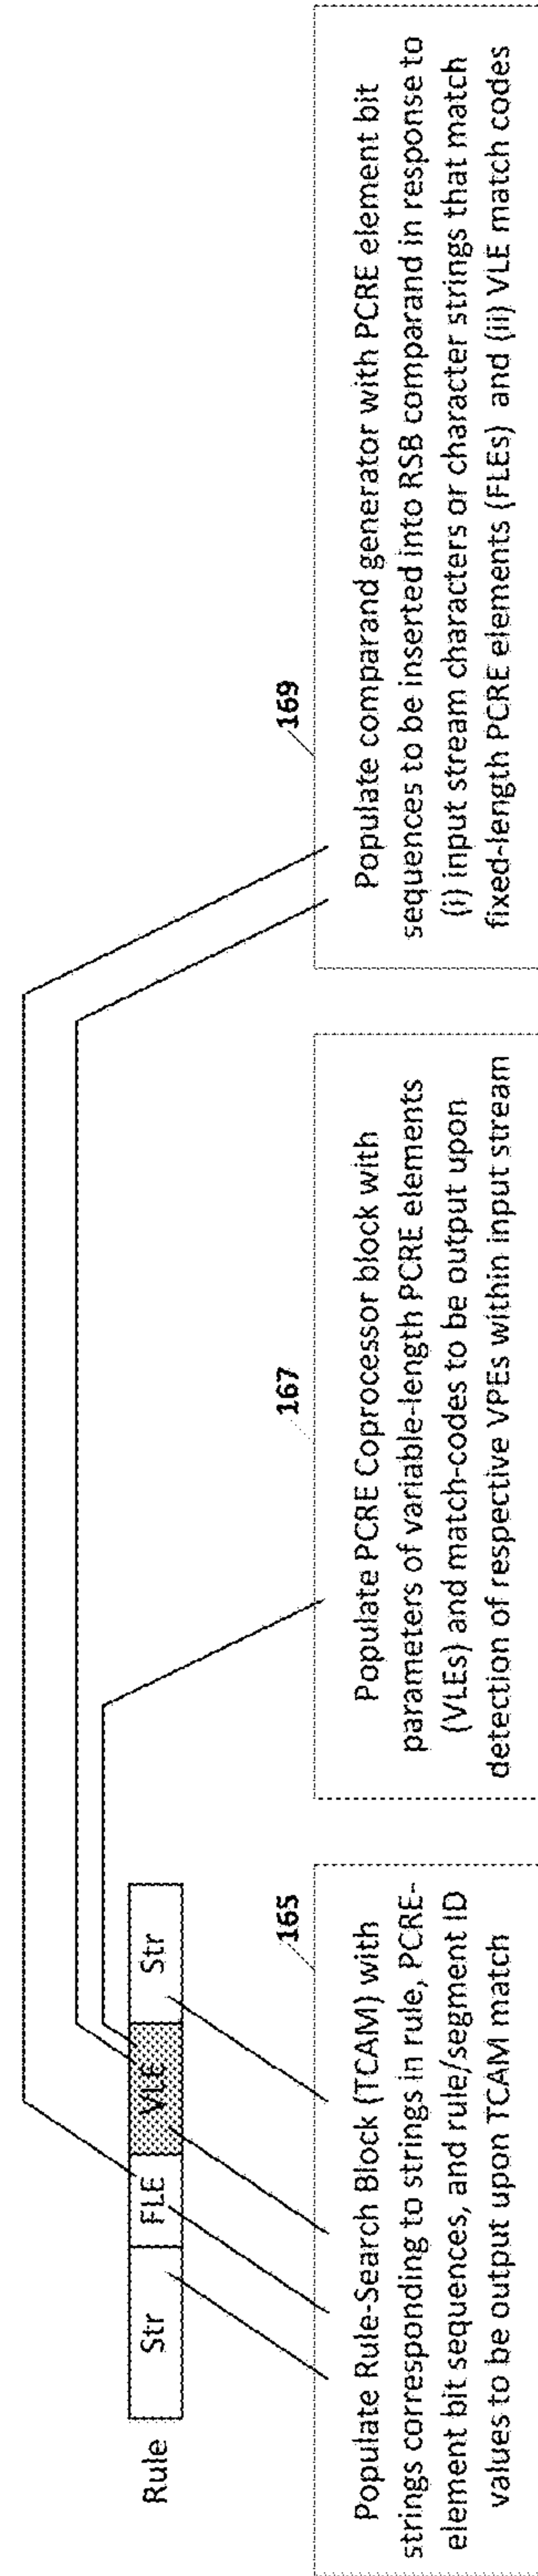 Rule
Str
FLE
VLE
Str
165
Populate Rule-Search Block (TCAM) with
strings corresponding to strings in rule, PCRE-
element bit sequences, and rule/segment ID
values to be output upon TCAM match
167
Populate PCRE Coprocessor block with
parameters of variable-length PCRE elements
(VLEs) and match-codes to be output upon
detection of respective VPEs within input stream
169
Populate comparand generator with PCRE element bit
sequences to be inserted into RSB comparand in response to
(i) input stream characters or character strings that match
fixed-length PCRE elements (FLEs) and (ii) VLE match codes